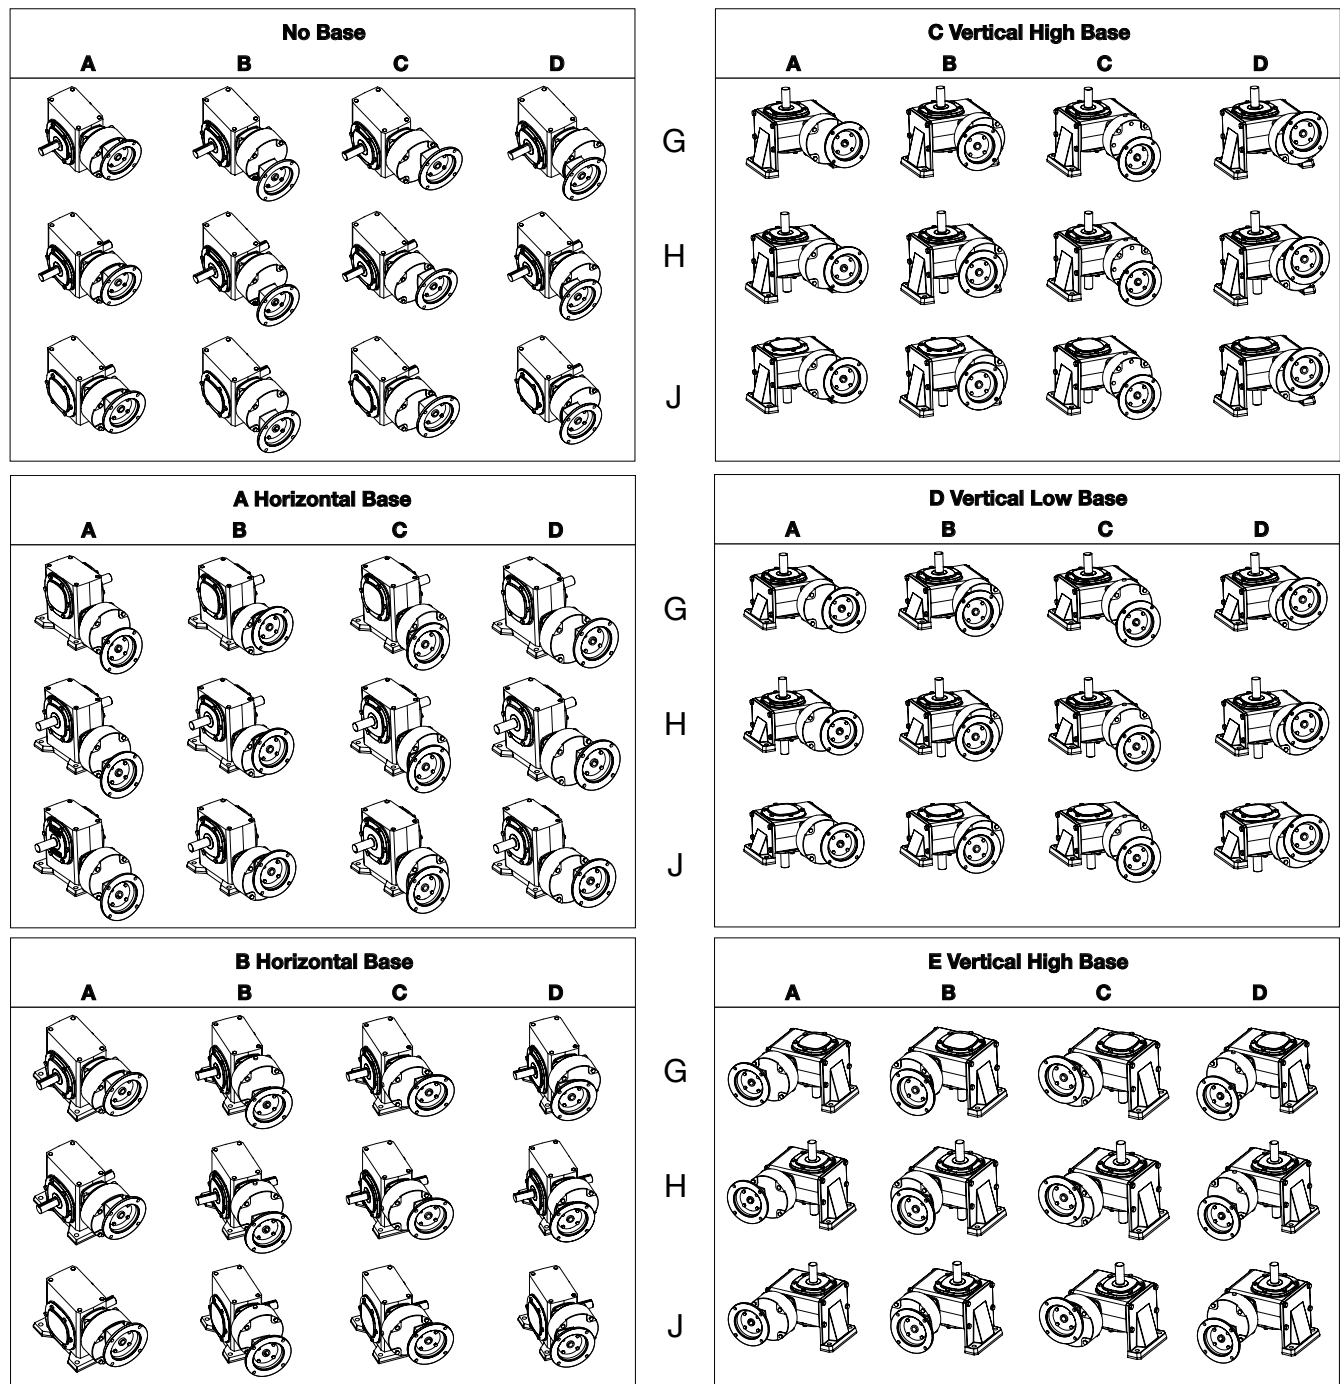 No Base
A B C D
C Vertical High Base
A B C D
G
H
J
A Horizontal Base
A B C D
D Vertical Low Base
A B C D
G
H
J
B Horizontal Base
A B C D
E Vertical High Base
A B C D
G
H
J